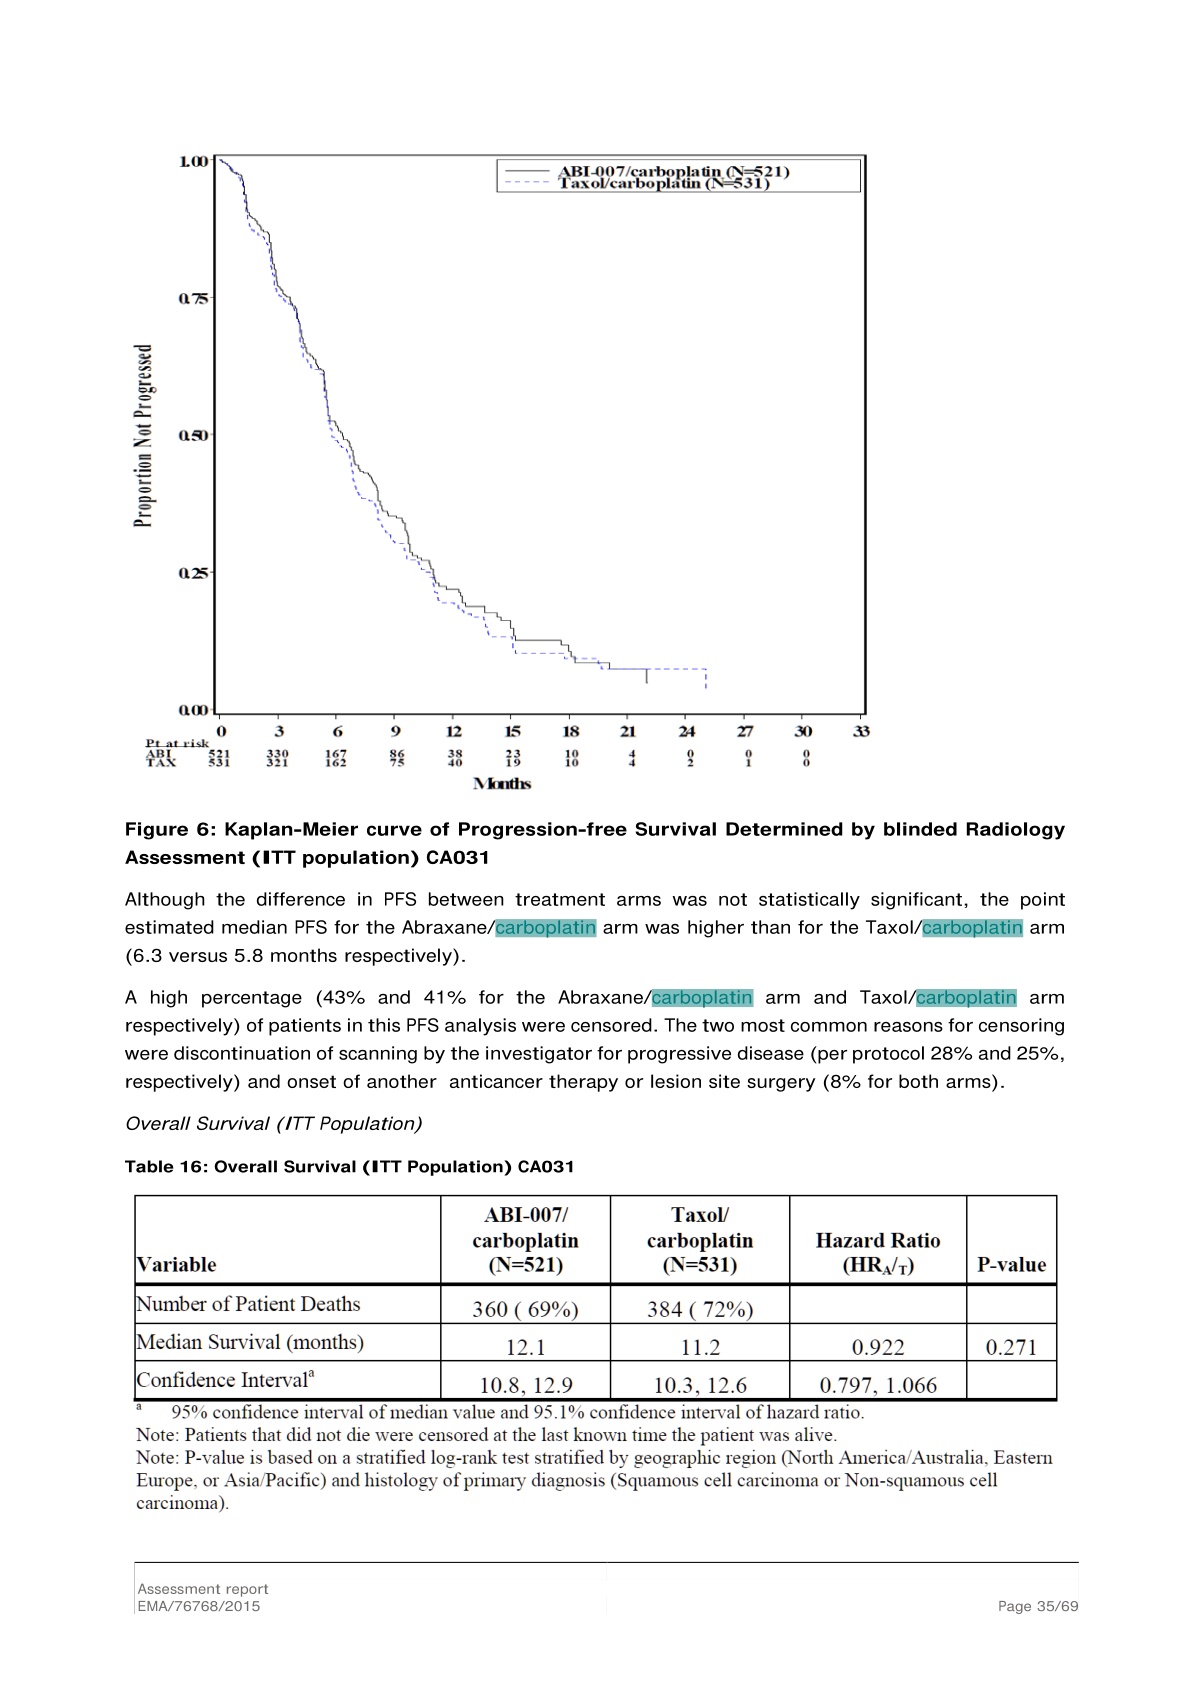 1.00
ABI-007/carboplatin (N=521)
Taxol/carboplatin (N=531)
0.75
Proportion Not Progressed
0.50
0.25
0.00
0 3 6 9 12 15 18 21 24 27 30 33
Pt at risk
ABI 521 330 167 86 38 23 10 4 0 0 0
TAX 531 321 162 75 40 19 10 4 2 1 0
Months
Figure 6: Kaplan-Meier curve of Progression-free Survival Determined by blinded Radiology
Assessment (ITT population) CA031
Although the difference in PFS between treatment arms was not statistically significant, the point
estimated median PFS for the Abraxane/carboplatin arm was higher than for the Taxol/carboplatin arm
(6.3 versus 5.8 months respectively).
A high percentage (43% and 41% for the Abraxane/carboplatin arm and Taxol/carboplatin arm
respectively) of patients in this PFS analysis were censored. The two most common reasons for censoring
were discontinuation of scanning by the investigator for progressive disease (per protocol 28% and 25%,
respectively) and onset of another anticancer therapy or lesion site surgery (8% for both arms).
Overall Survival (ITT Population)
Table 16: Overall Survival (ITT Population) CA031
ABI-007/ Taxol/
carboplatin carboplatin Hazard Ratio
Variable (N=521) (N=531) (HRA/T) P-value
Number of Patient Deaths 360 ( 69%) 384 ( 72%)
Median Survival (months) 12.1 11.2 0.922 0.271
Confidence Intervalª 10.8, 12.9 10.3, 12.6 0.797, 1.066
ª 95% confidence interval of median value and 95.1% confidence interval of hazard ratio.
Note: Patients that did not die were censored at the last known time the patient was alive.
Note: P-value is based on a stratified log-rank test stratified by geographic region (North America/Australia, Eastern
Europe, or Asia/Pacific) and histology of primary diagnosis (Squamous cell carcinoma or Non-squamous cell
carcinoma).
Assessment report
EMA/76768/2015 Page 35/69